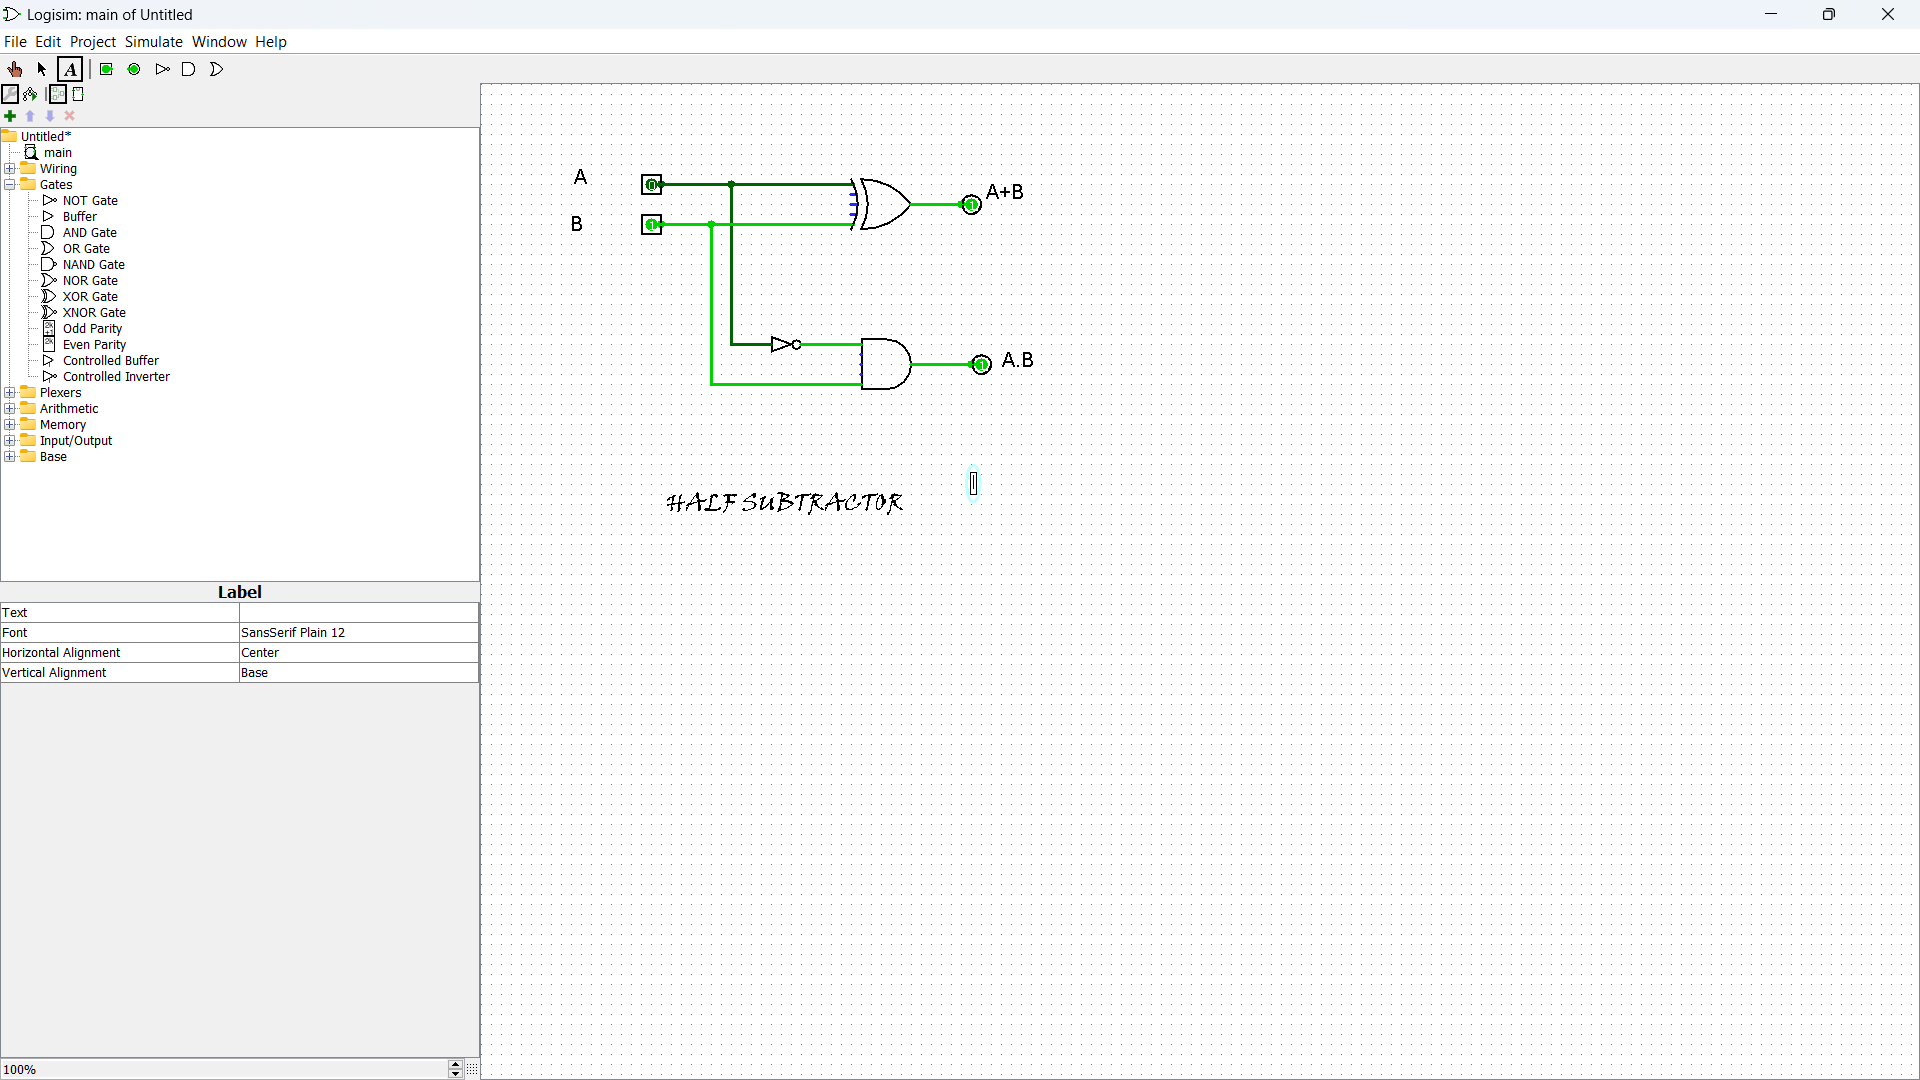 Logisim: main of Untitled
File Edit Project Simulate Window Help
A
Untitled*
main
Wiring
Gates
NOT Gate
Buffer
AND Gate
OR Gate
NAND Gate
NOR Gate
XOR Gate
XNOR Gate
Odd Parity
Even Parity
Controlled Buffer
Controlled Inverter
Plexers
Arithmetic
Memory
Input/Output
Base
Label
Text
Font SansSerif Plain 12
Horizontal Alignment Center
Vertical Alignment Base
100%
A 0 A+B
B 1 1
1 A.B
HALF SUBTRACTOR